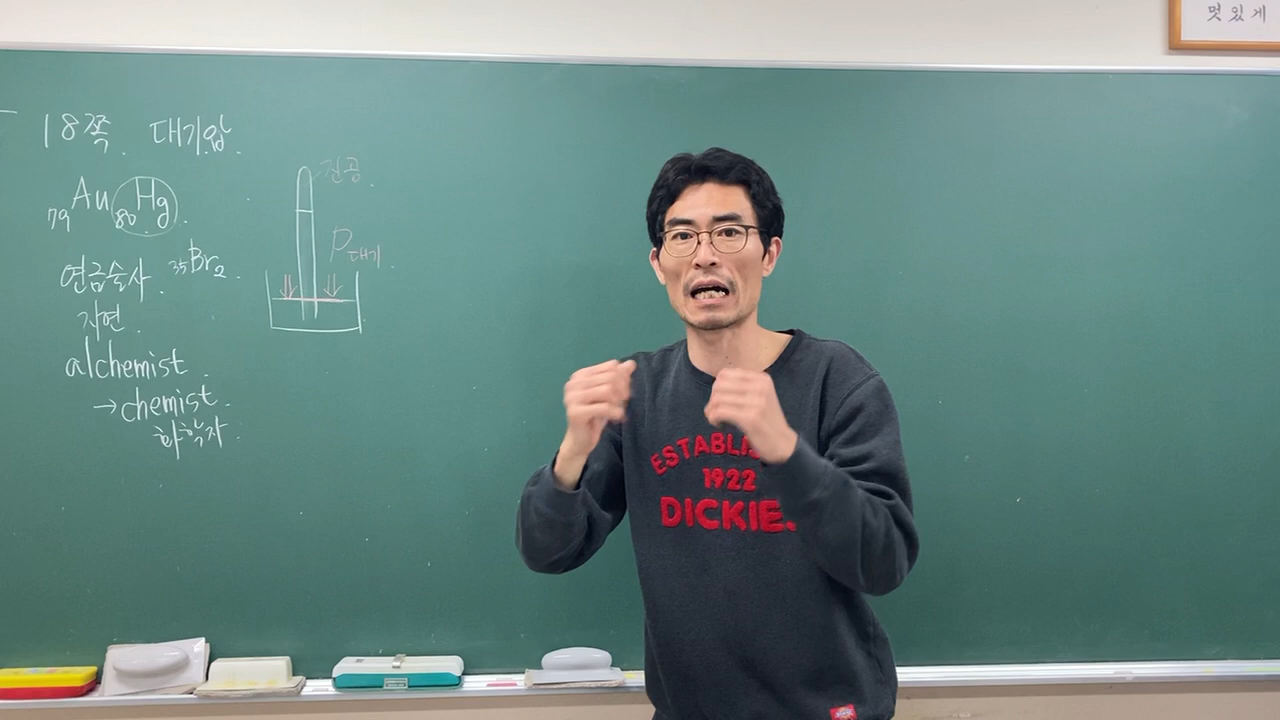 멋있게
18쪽. 대기압.
79Au 80Hg.
연금술사. 35Br2.
자연.
alchemist.
→chemist.
화학자.
진공.
P대기.
ESTABLIS
1922
DICKIE.